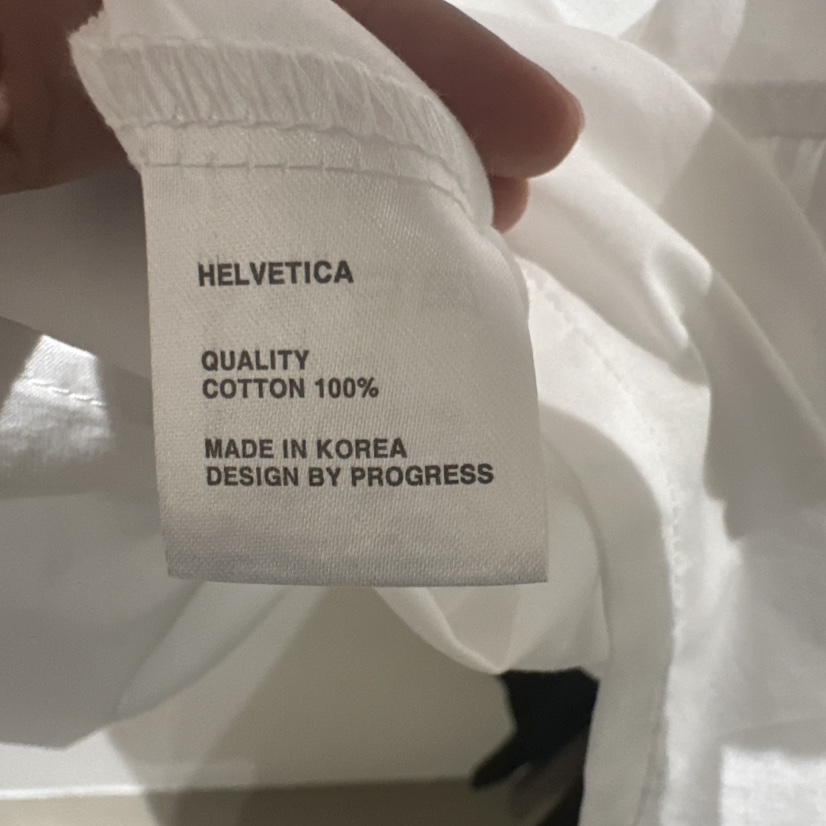 HELVETICA
QUALITY
COTTON 100%
MADE IN KOREA
DESIGN BY PROGRESS